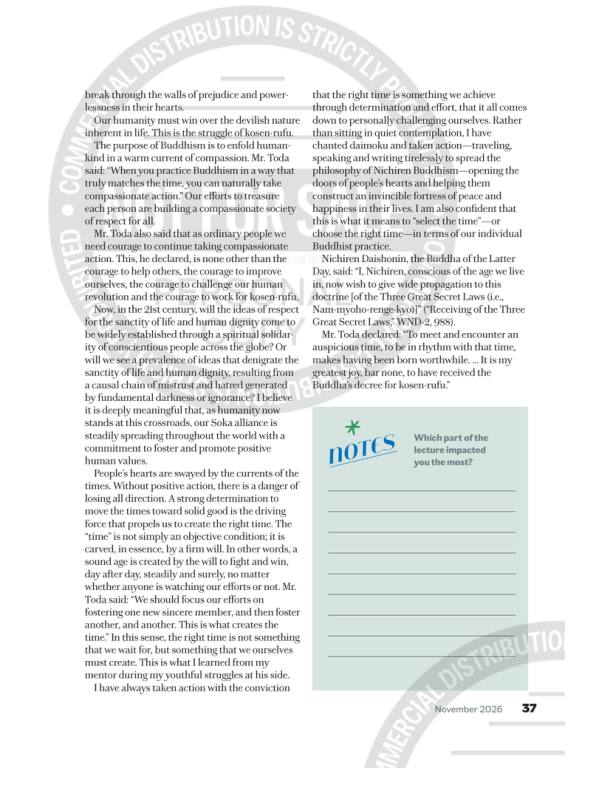 break through the walls of prejudice and power-
lessness in their hearts.
Our humanity must win over the devilish nature
inherent in life. This is the struggle of kosen-rufu.
The purpose of Buddhism is to enfold human-
kind in a warm current of compassion. Mr. Toda
said: “When you practice Buddhism in a way that
truly matches the time, you can naturally take
compassionate action.” Our efforts to treasure
each person are building a compassionate society
of respect for all.
Mr. Toda also said that as ordinary people we
need courage to continue taking compassionate
action. This, he declared, is none other than the
courage to help others, the courage to improve
ourselves, the courage to challenge our human
revolution and the courage to work for kosen-rufu.
Now, in the 21st century, will the ideas of respect
for the sanctity of life and human dignity come to
be widely established through a spiritual solidar-
ity of conscientious people across the globe? Or
will we see a prevalence of ideas that denigrate the
sanctity of life and human dignity, resulting from
a causal chain of mistrust and hatred generated
by fundamental darkness or ignorance? I believe
it is deeply meaningful that, as humanity now
stands at this crossroads, our Soka alliance is
steadily spreading throughout the world with a
commitment to foster and promote positive
human values.
People’s hearts are swayed by the currents of the
times. Without positive action, there is a danger of
losing all direction. A strong determination to
move the times toward solid good is the driving
force that propels us to create the right time. The
“time” is not simply an objective condition; it is
carved, in essence, by a firm will. In other words, a
sound age is created by the will to fight and win,
day after day, steadily and surely, no matter
whether anyone is watching our efforts or not. Mr.
Toda said: “We should focus our efforts on
fostering one new sincere member, and then foster
another, and another. This is what creates the
time.” In this sense, the right time is not something
that we wait for, but something that we ourselves
must create. This is what I learned from my
mentor during my youthful struggles at his side.
I have always taken action with the conviction
that the right time is something we achieve
through determination and effort, that it all comes
down to personally challenging ourselves. Rather
than sitting in quiet contemplation, I have
chanted daimoku and taken action—traveling,
speaking and writing tirelessly to spread the
philosophy of Nichiren Buddhism—opening the
doors of people’s hearts and helping them
construct an invincible fortress of peace and
happiness in their lives. I am also confident that
this is what it means to “select the time”—or
choose the right time—in terms of our individual
Buddhist practice.
Nichiren Daishonin, the Buddha of the Latter
Day, said: “I, Nichiren, conscious of the age we live
in, now wish to give wide propagation to this
doctrine [of the Three Great Secret Laws (i.e.,
Nam-myoho-renge-kyo)]” (“Receiving of the Three
Great Secret Laws,” WND-2, 988).
Mr. Toda declared: “To meet and encounter an
auspicious time, to be in rhythm with that time,
makes having been born worthwhile. ... It is my
greatest joy, bar none, to have received the
Buddha’s decree for kosen-rufu.”
NOTES
Which part of the
lecture impacted
you the most?
November 2026 37